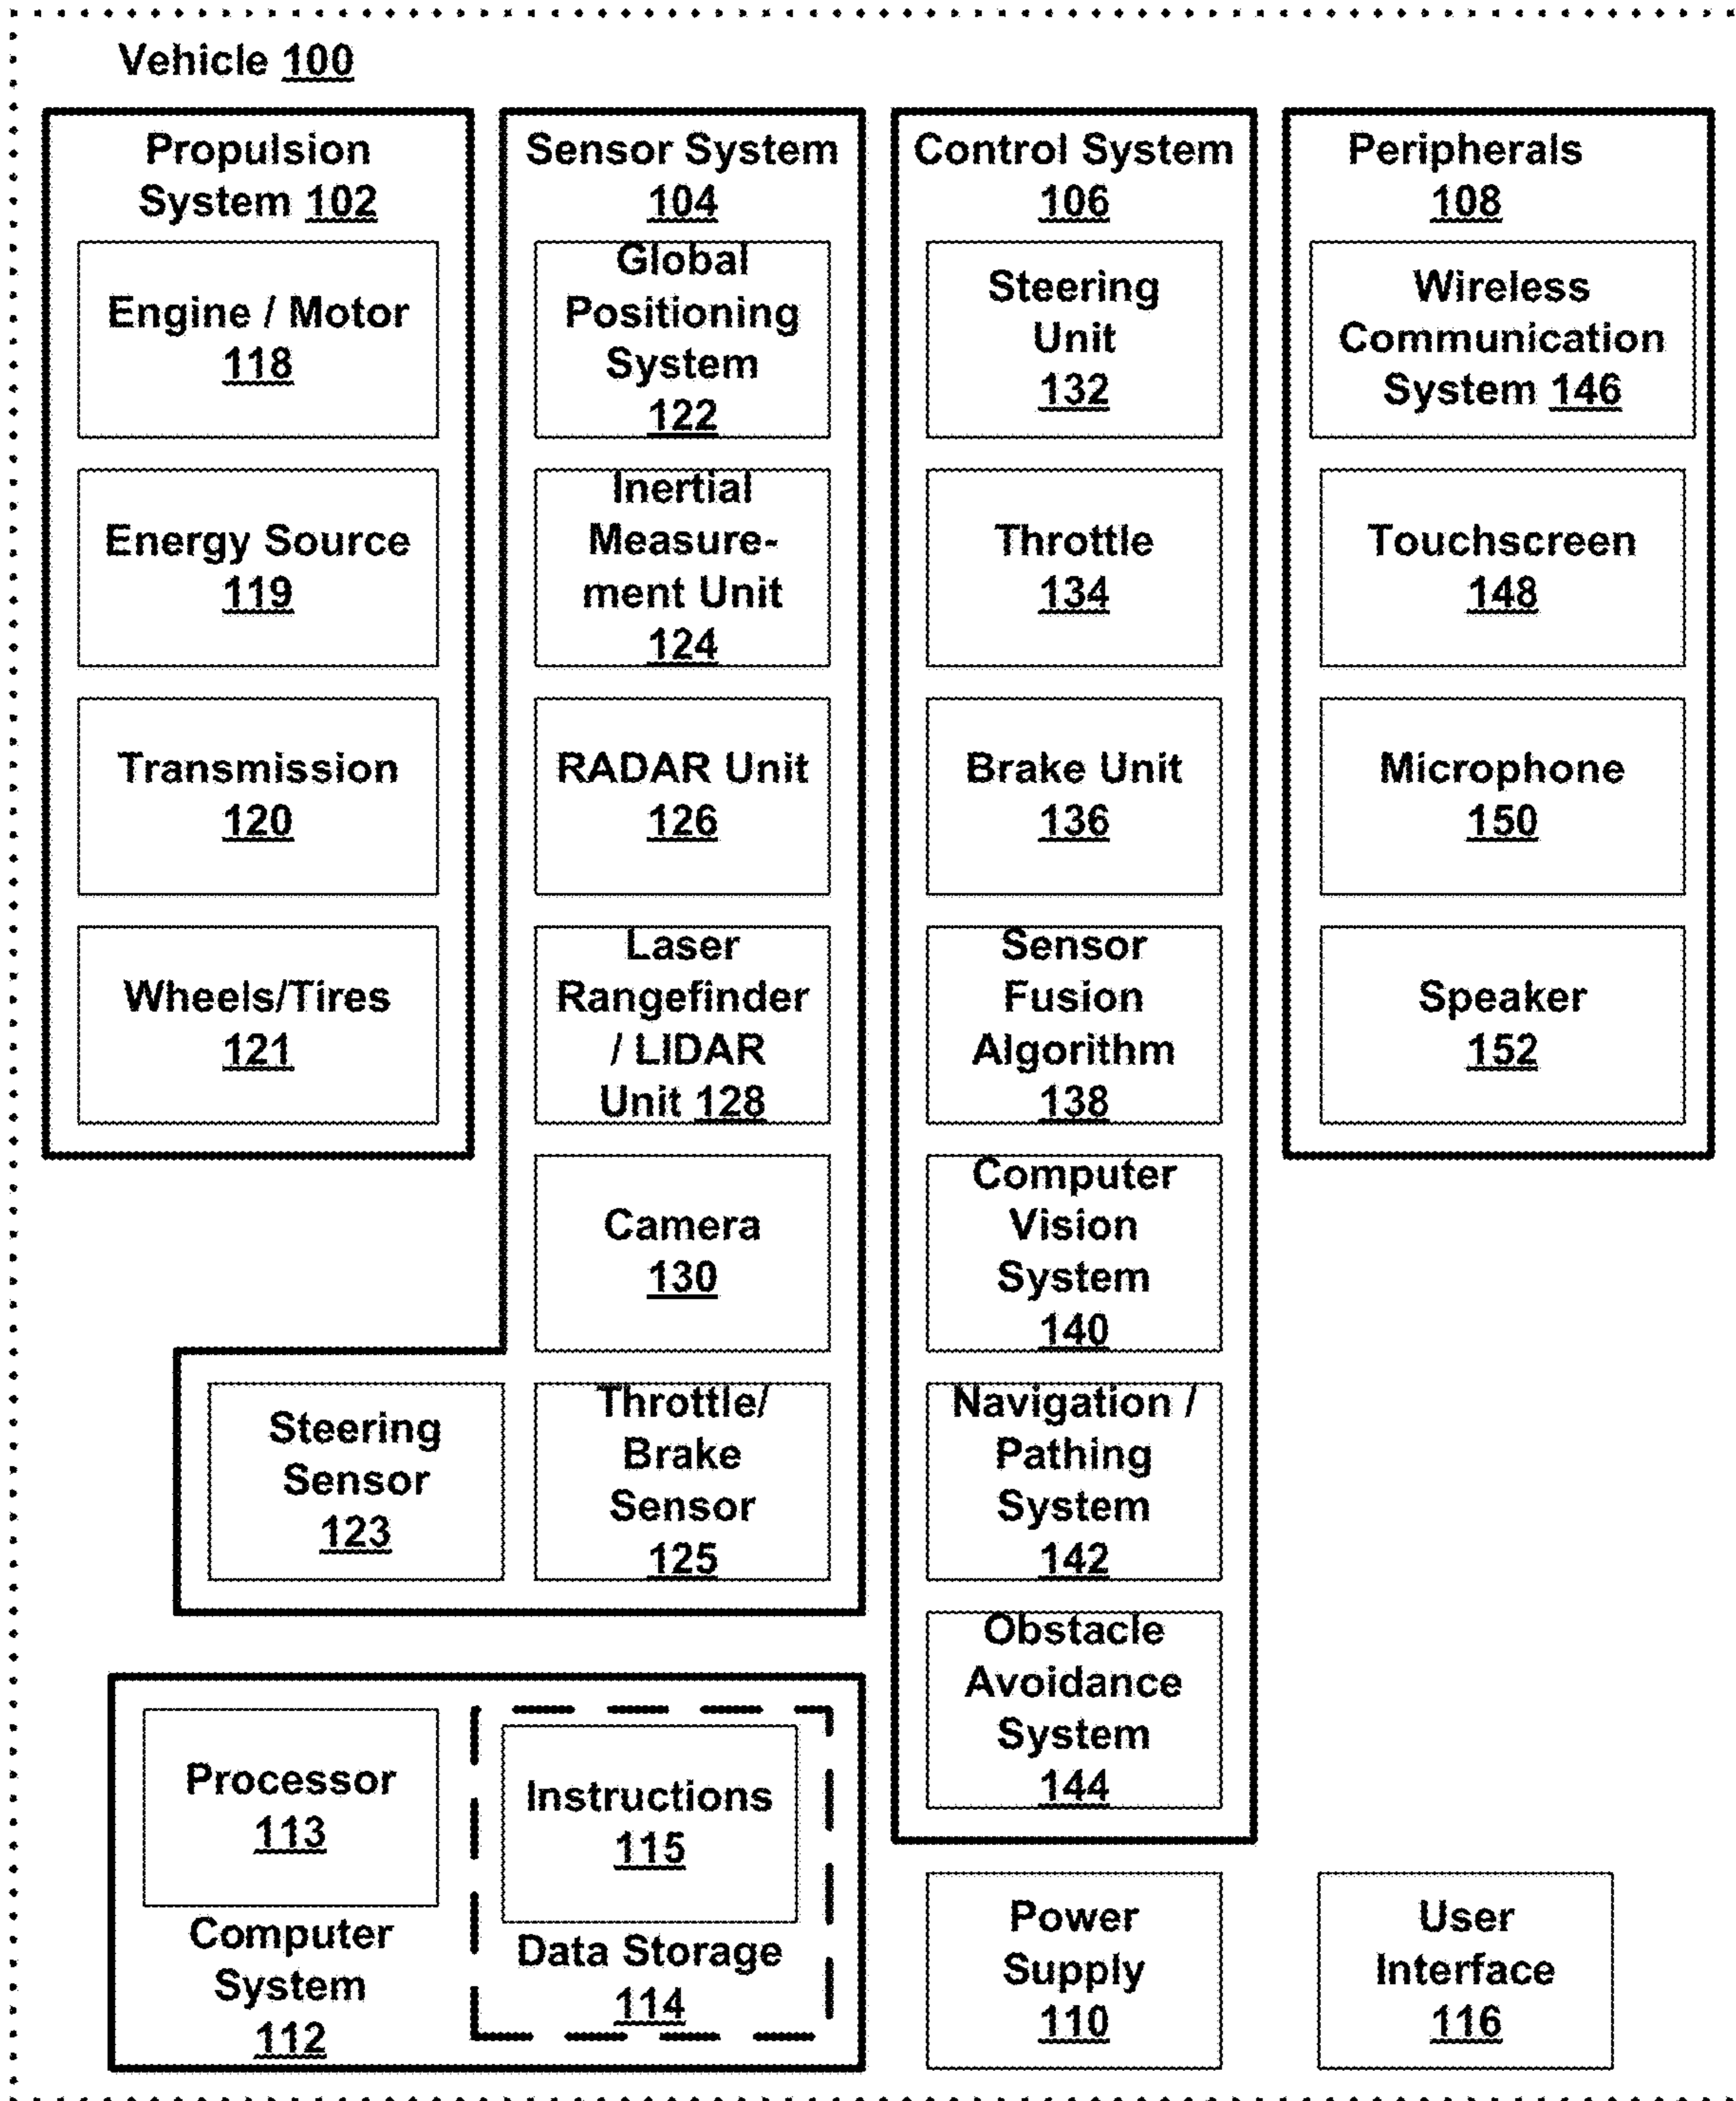 Vehicle 100
Propulsion
System 102
Engine / Motor
118
Energy Source
119
Transmission
120
Wheels/Tires
121
Sensor System
104
Global
Positioning
System
122
Inertial
Measure-
ment Unit
124
RADAR Unit
126
Laser
Rangefinder
/ LIDAR
Unit 128
Camera
130
Steering
Sensor
123
Throttle/
Brake
Sensor
125
Control System
106
Steering
Unit
132
Throttle
134
Brake Unit
136
Sensor
Fusion
Algorithm
138
Computer
Vision
System
140
Navigation /
Pathing
System
142
Obstacle
Avoidance
System
144
Peripherals
108
Wireless
Communication
System 146
Touchscreen
148
Microphone
150
Speaker
152
Processor
113
Computer
System
112
Instructions
115
Data Storage
114
Power
Supply
110
User
Interface
116